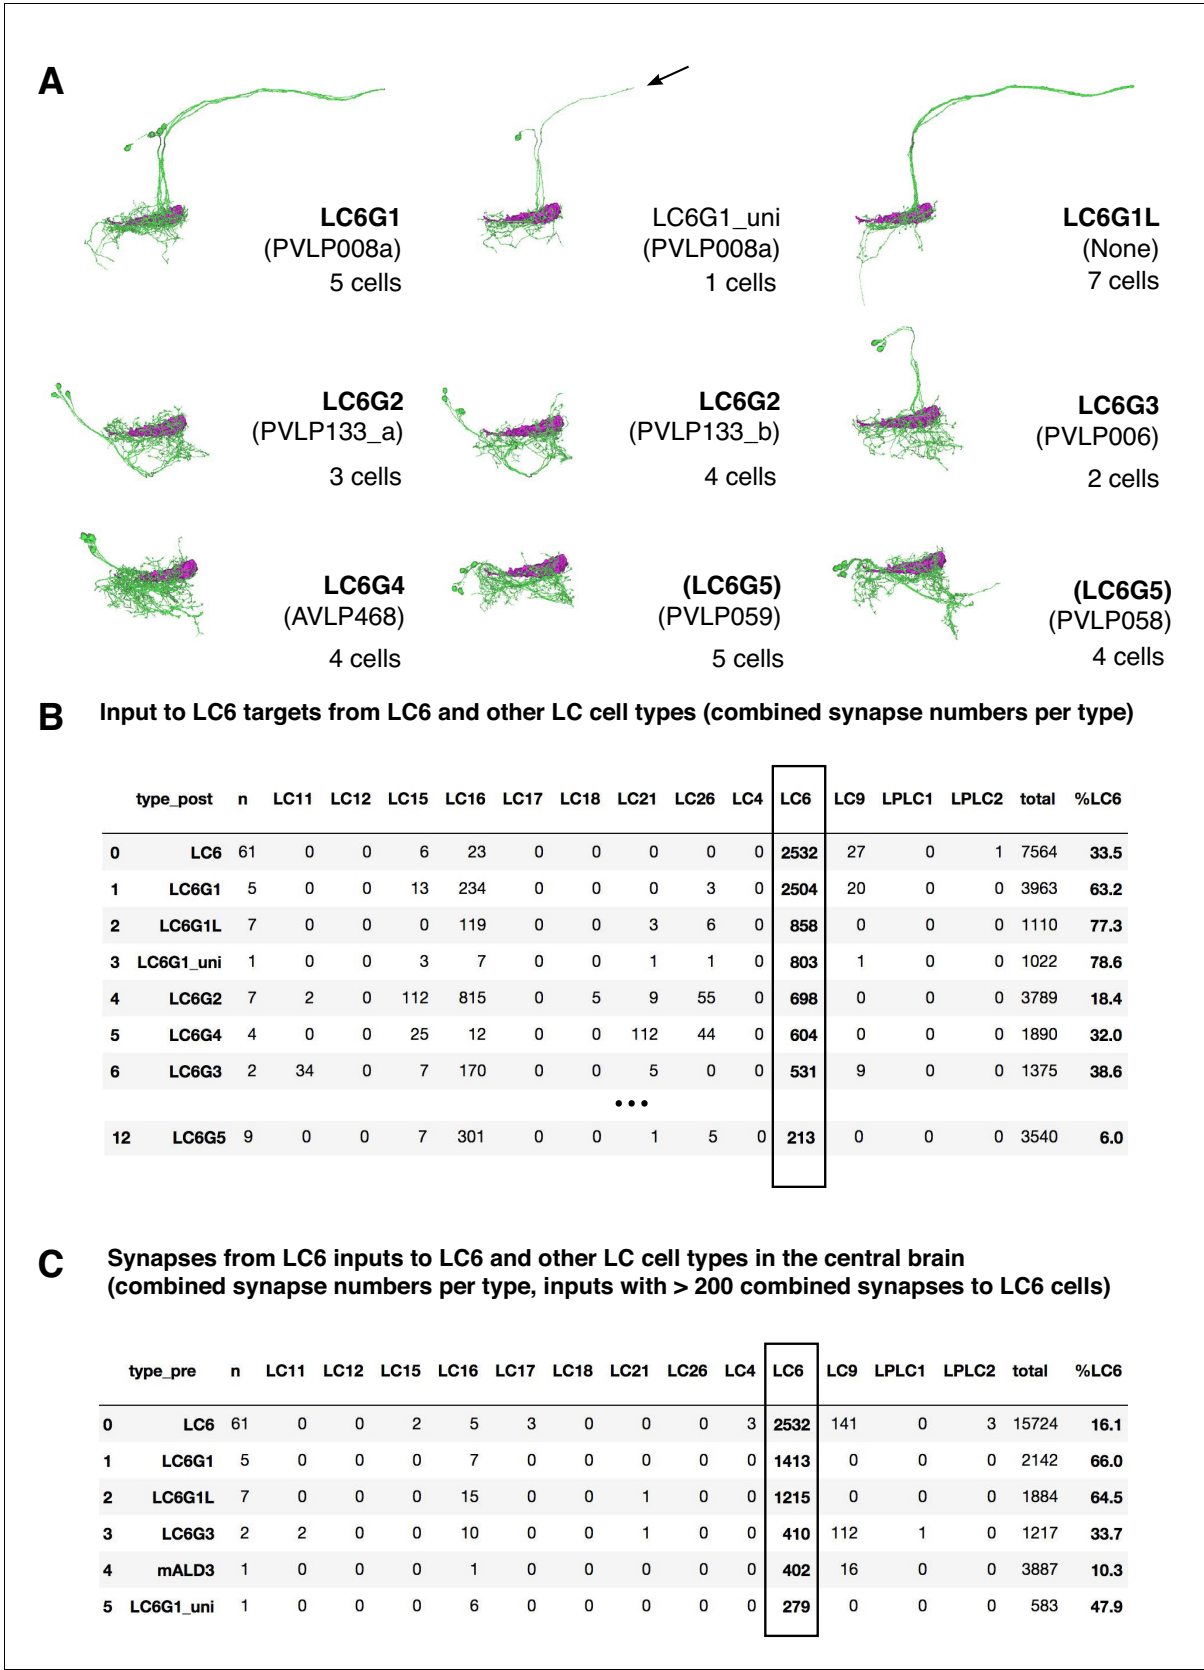 A
LC6G1
(PVLP008a)
5 cells
LC6G1_uni
(PVLP008a)
1 cells
LC6G1L
(None)
7 cells
LC6G2
(PVLP133_a)
3 cells
LC6G2
(PVLP133_b)
4 cells
LC6G3
(PVLP006)
2 cells
LC6G4
(AVLP468)
4 cells
(LC6G5)
(PVLP059)
5 cells
(LC6G5)
(PVLP058)
4 cells
B Input to LC6 targets from LC6 and other LC cell types (combined synapse numbers per type)
type_post n LC11 LC12 LC15 LC16 LC17 LC18 LC21 LC26 LC4 LC6 LC9 LPLC1 LPLC2 total %LC6
0 LC6 61 0 0 6 23 0 0 0 0 0 2532 27 0 1 7564 33.5
1 LC6G1 5 0 0 13 234 0 0 0 3 0 2504 20 0 0 3963 63.2
2 LC6G1L 7 0 0 0 119 0 0 3 6 0 858 0 0 0 1110 77.3
3 LC6G1_uni 1 0 0 3 7 0 0 1 1 0 803 1 0 0 1022 78.6
4 LC6G2 7 2 0 112 815 0 5 9 55 0 698 0 0 0 3789 18.4
5 LC6G4 4 0 0 25 12 0 0 112 44 0 604 0 0 0 1890 32.0
6 LC6G3 2 34 0 7 170 0 0 5 0 0 531 9 0 0 1375 38.6
•••
12 LC6G5 9 0 0 7 301 0 0 1 5 0 213 0 0 0 3540 6.0
C Synapses from LC6 inputs to LC6 and other LC cell types in the central brain
(combined synapse numbers per type, inputs with > 200 combined synapses to LC6 cells)
type_pre n LC11 LC12 LC15 LC16 LC17 LC18 LC21 LC26 LC4 LC6 LC9 LPLC1 LPLC2 total %LC6
0 LC6 61 0 0 2 5 3 0 0 0 3 2532 141 0 3 15724 16.1
1 LC6G1 5 0 0 0 7 0 0 0 0 0 1413 0 0 0 2142 66.0
2 LC6G1L 7 0 0 0 15 0 0 1 0 0 1215 0 0 0 1884 64.5
3 LC6G3 2 2 0 0 10 0 0 1 0 0 410 112 1 0 1217 33.7
4 mALD3 1 0 0 0 1 0 0 0 0 0 402 16 0 0 3887 10.3
5 LC6G1_uni 1 0 0 0 6 0 0 0 0 0 279 0 0 0 583 47.9